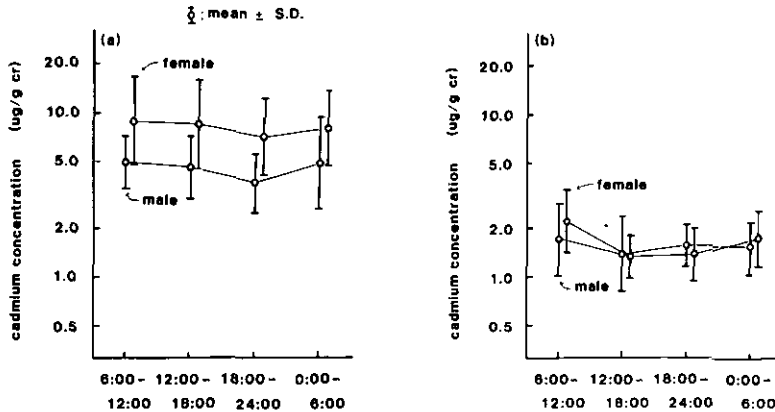 ⧲: mean ± S.D.
(a)
cadmium concentration (ug/g cr)
20.0
10.0
5.0
2.0
1.0
0.5
female
male
6:00~ 12:00~ 18:00~ 0:00~
12:00 18:00 24:00 6:00
(b)
cadmium concentration (ug/g cr)
20.0
10.0
5.0
2.0
1.0
0.5
female
male
6:00~ 12:00~ 18:00~ 0:00~
12:00 18:00 24:00 6:00